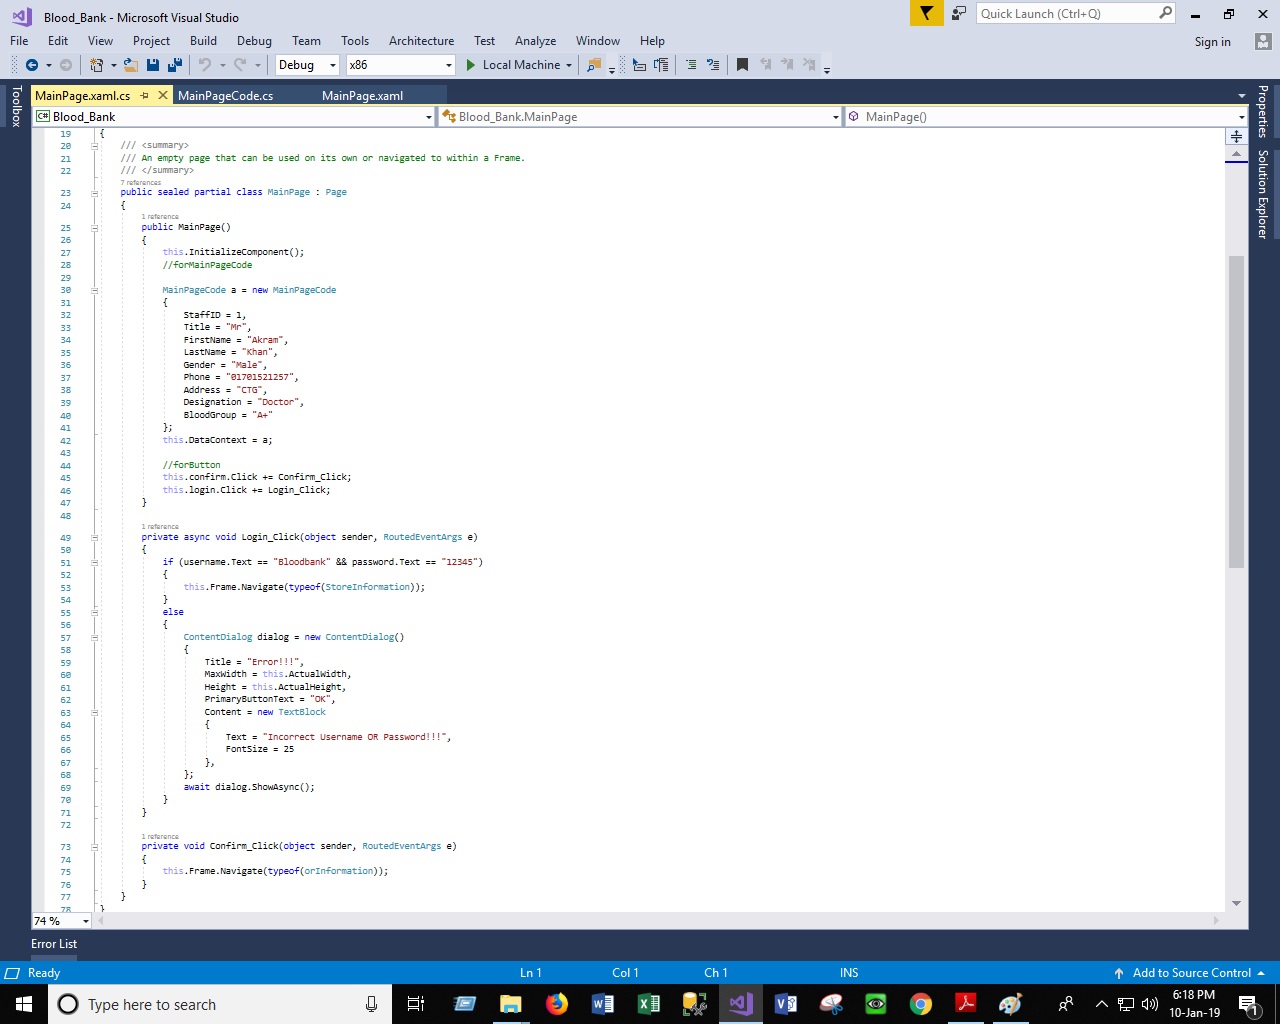 Blood_Bank - Microsoft Visual Studio
Quick Launch (Ctrl+Q)
File Edit View Project Build Debug Team Tools Architecture Test Analyze Window Help
Sign in
Debug x86 Local Machine
Toolbox
MainPage.xaml.cs MainPageCode.cs MainPage.xaml
Properties
Solution Explorer
C# Blood_Bank Blood_Bank.MainPage MainPage()
19 {
20 /// <summary>
21 /// An empty page that can be used on its own or navigated to within a Frame.
22 /// </summary>
7 references
23 public sealed partial class MainPage : Page
24 {
1 reference
25 public MainPage()
26 {
27 this.InitializeComponent();
28 //forMainPageCode
29
30 MainPageCode a = new MainPageCode
31 {
32 StaffID = 1,
33 Title = "Mr",
34 FirstName = "Akram",
35 LastName = "Khan",
36 Gender = "Male",
37 Phone = "01701521257",
38 Address = "CTG",
39 Designation = "Doctor",
40 BloodGroup = "A+"
41 };
42 this.DataContext = a;
43
44 //forButton
45 this.confirm.Click += Confirm_Click;
46 this.login.Click += Login_Click;
47 }
48
1 reference
49 private async void Login_Click(object sender, RoutedEventArgs e)
50 {
51 if (username.Text == "Bloodbank" && password.Text == "12345")
52 {
53 this.Frame.Navigate(typeof(StoreInformation));
54 }
55 else
56 {
57 ContentDialog dialog = new ContentDialog()
58 {
59 Title = "Error!!!",
60 MaxWidth = this.ActualWidth,
61 Height = this.ActualHeight,
62 PrimaryButtonText = "OK",
63 Content = new TextBlock
64 {
65 Text = "Incorrect Username OR Password!!!",
66 FontSize = 25
67 },
68 };
69 await dialog.ShowAsync();
70 }
71 }
72
1 reference
73 private void Confirm_Click(object sender, RoutedEventArgs e)
74 {
75 this.Frame.Navigate(typeof(orInformation));
76 }
77 }
78 }
74 %
Error List
Ready Ln 1 Col 1 Ch 1 INS Add to Source Control
Type here to search
6:18 PM
10-Jan-19
1